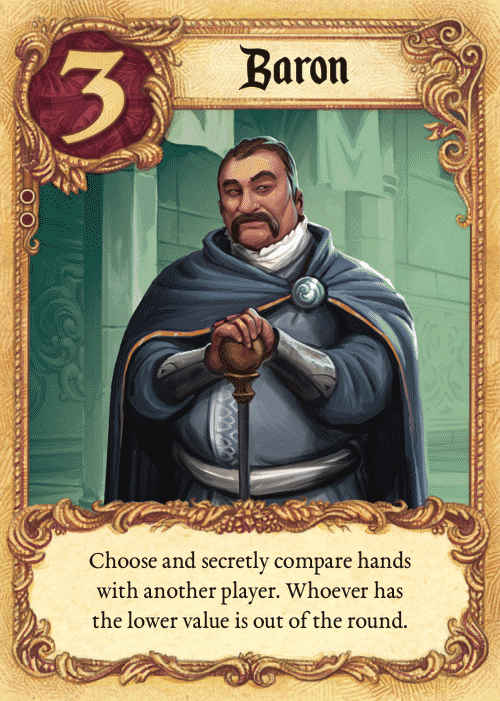 3
Baron
Choose and secretly compare hands
with another player. Whoever has
the lower value is out of the round.